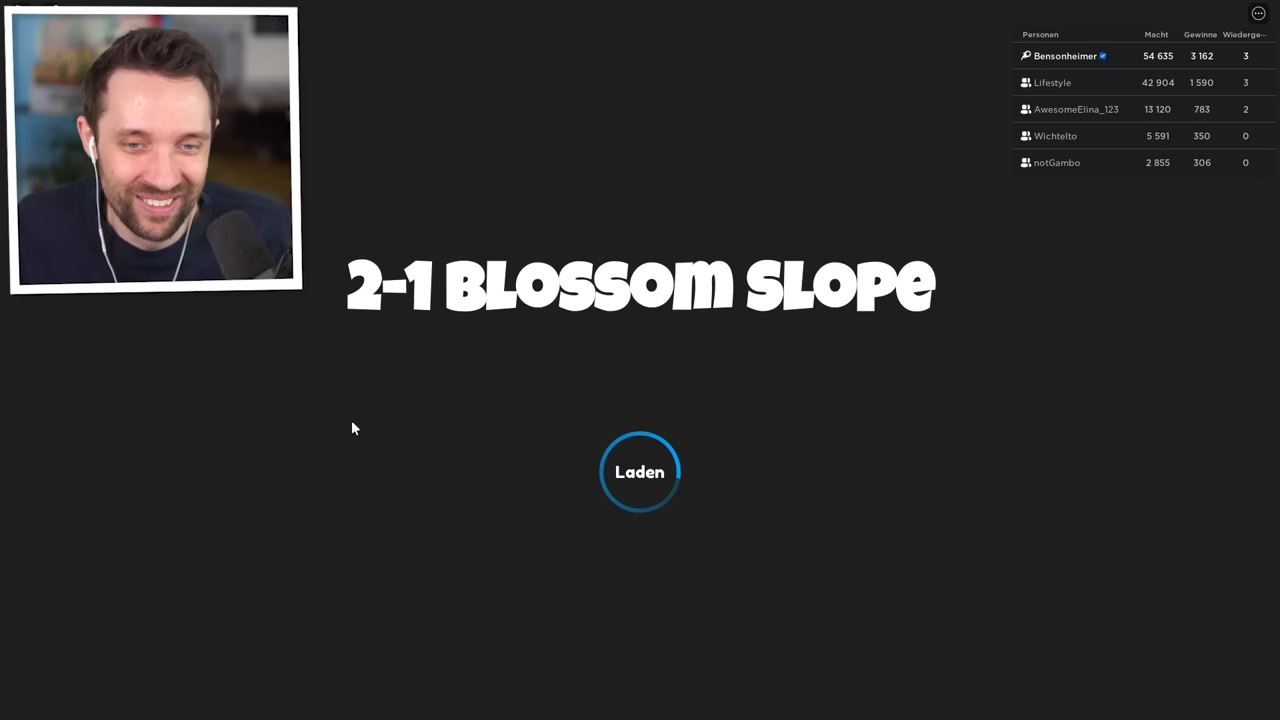 Personen Macht Gewinne Wiederge...
Bensonheimer 54 635 3 162 3
Lifestyle 42 904 1 590 3
AwesomeElina_123 13 120 783 2
Wichtelto 5 591 350 0
notGambo 2 855 306 0
2-1 BLOSSOM SLOPE
Laden